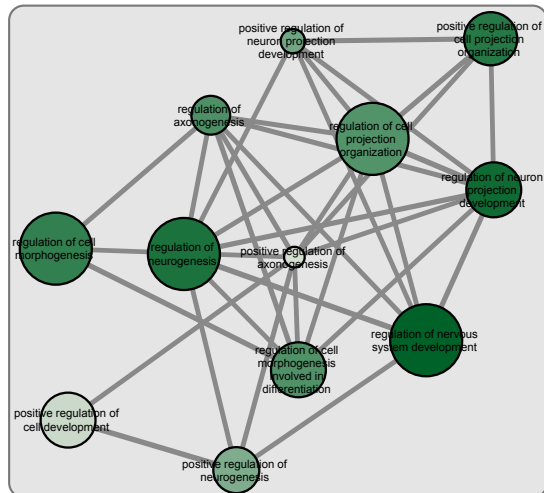 positive regulation of
neuron projection
development
positive regulation of
cell projection
organization
regulation of
axonogenesis
regulation of cell
projection
organization
regulation of neuron
projection
development
regulation of cell
morphogenesis
regulation of
neurogenesis
positive regulation of
axonogenesis
regulation of nervous
system development
regulation of cell
morphogenesis
involved in
differentiation
positive regulation of
cell development
positive regulation of
neurogenesis